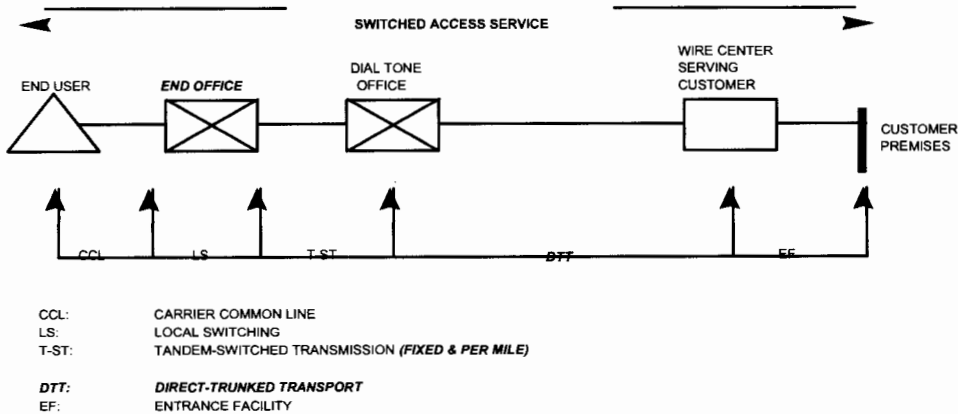 SWITCHED ACCESS SERVICE
END USER
END OFFICE
DIAL TONE
OFFICE
WIRE CENTER
SERVING
CUSTOMER
CUSTOMER
PREMISES
CCL
LS
T-ST
DTT
EF
CCL: CARRIER COMMON LINE
LS: LOCAL SWITCHING
T-ST: TANDEM-SWITCHED TRANSMISSION (FIXED & PER MILE)
DTT: DIRECT-TRUNKED TRANSPORT
EF: ENTRANCE FACILITY